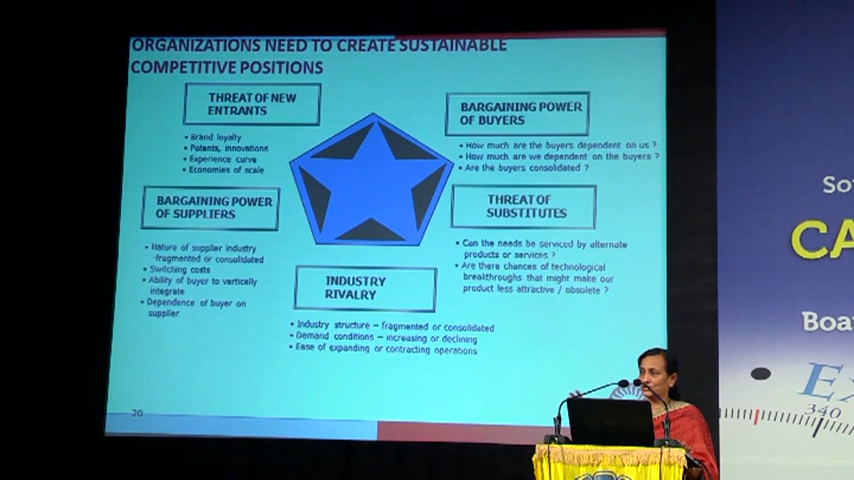 ORGANIZATIONS NEED TO CREATE SUSTAINABLE
COMPETITIVE POSITIONS
THREAT OF NEW
ENTRANTS
• Brand loyalty
• Patents, innovations
• Experience curve
• Economies of scale
BARGAINING POWER
OF BUYERS
• How much are the buyers dependent on us ?
• How much are we dependent on the buyers ?
• Are the buyers consolidated ?
BARGAINING POWER
OF SUPPLIERS
• Nature of supplier industry
-fragmented or consolidated
• Switching costs
• Ability of buyer to vertically
integrate
• Dependence of buyer on
supplier
THREAT OF
SUBSTITUTES
• Can the needs be serviced by alternate
products or services ?
• Are there chances of technological
breakthroughs that might make our
product less attractive / obsolete ?
INDUSTRY
RIVALRY
• Industry structure – fragmented or consolidated
• Demand conditions – increasing or declining
• Ease of expanding or contracting operations
20
So
CA
Boa
Ex
340